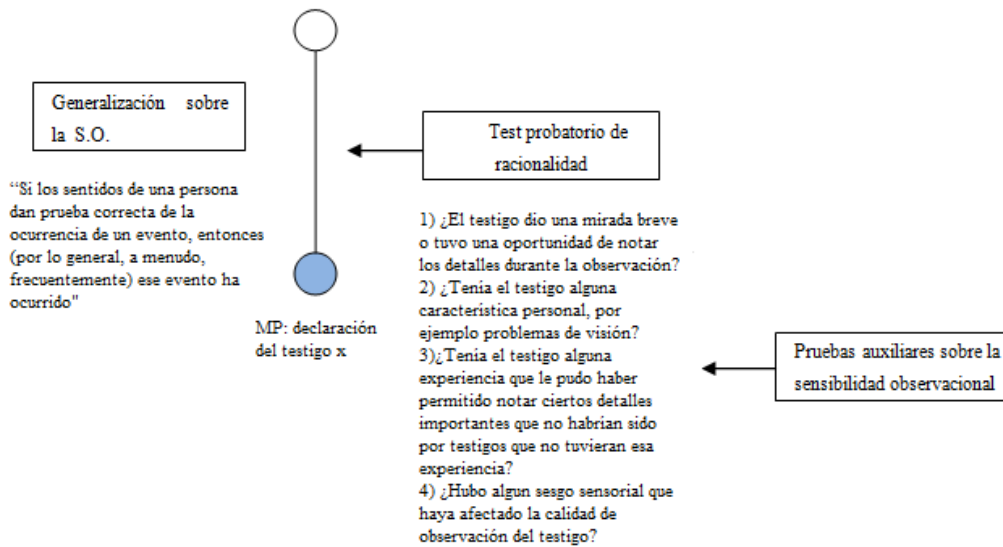 Generalización sobre
la S.O.
Test probatorio de
racionalidad
“Si los sentidos de una persona
dan prueba correcta de la
ocurrencia de un evento, entonces
(por lo general, a menudo,
frecuentemente) ese evento ha
ocurrido"
MP: declaración
del testigo x
1) ¿El testigo dio una mirada breve
o tuvo una oportunidad de notar
los detalles durante la observación?
2) ¿Tenía el testigo alguna
característica personal, por
ejemplo problemas de visión?
3)¿Tenía el testigo alguna
experiencia que le pudo haber
permitido notar ciertos detalles
importantes que no habrían sido
por testigos que no tuvieran esa
experiencia?
4) ¿Hubo algun sesgo sensorial que
haya afectado la calidad de
observación del testigo?
Pruebas auxiliares sobre la
sensibilidad observacional